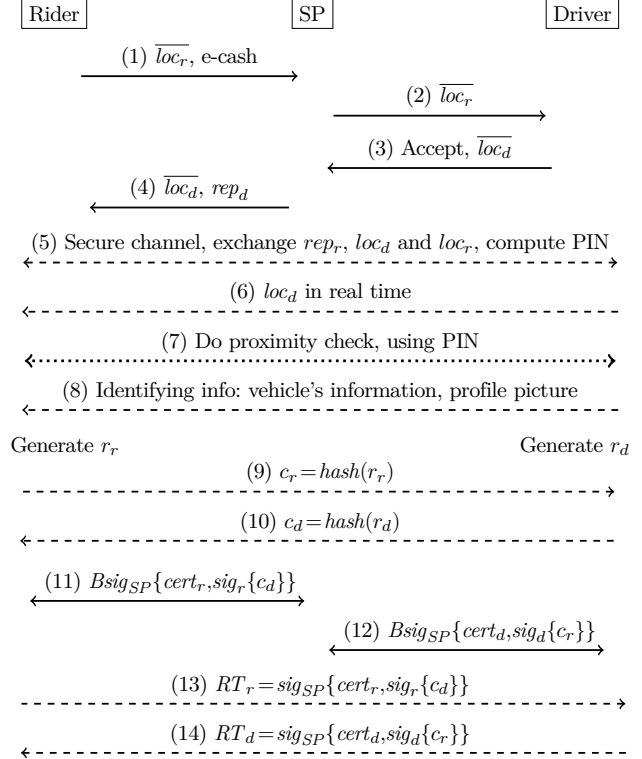 Rider SP Driver
(1) \overline{loc_r}, e-cash
(2) \overline{loc_r}
(3) Accept, \overline{loc_d}
(4) \overline{loc_d}, rep_d
(5) Secure channel, exchange rep_r, loc_d and loc_r, compute PIN
(6) loc_d in real time
(7) Do proximity check, using PIN
(8) Identifying info: vehicle's information, profile picture
Generate r_r Generate r_d
(9) c_r=hash(r_r)
(10) c_d=hash(r_d)
(11) Bsig_{SP}{cert_r,sig_r{c_d}}
(12) Bsig_{SP}{cert_d,sig_d{c_r}}
(13) RT_r=sig_{SP}{cert_r,sig_r{c_d}}
(14) RT_d=sig_{SP}{cert_d,sig_d{c_r}}